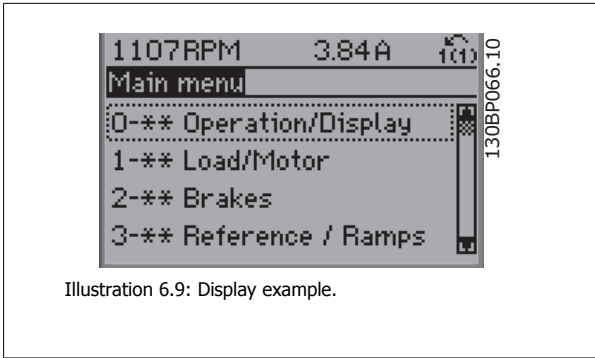 1107RPM 3.84A 1(1)
Main menu
0-** Operation/Display
1-** Load/Motor
2-** Brakes
3-** Reference / Ramps
130BP066.10
Illustration 6.9: Display example.